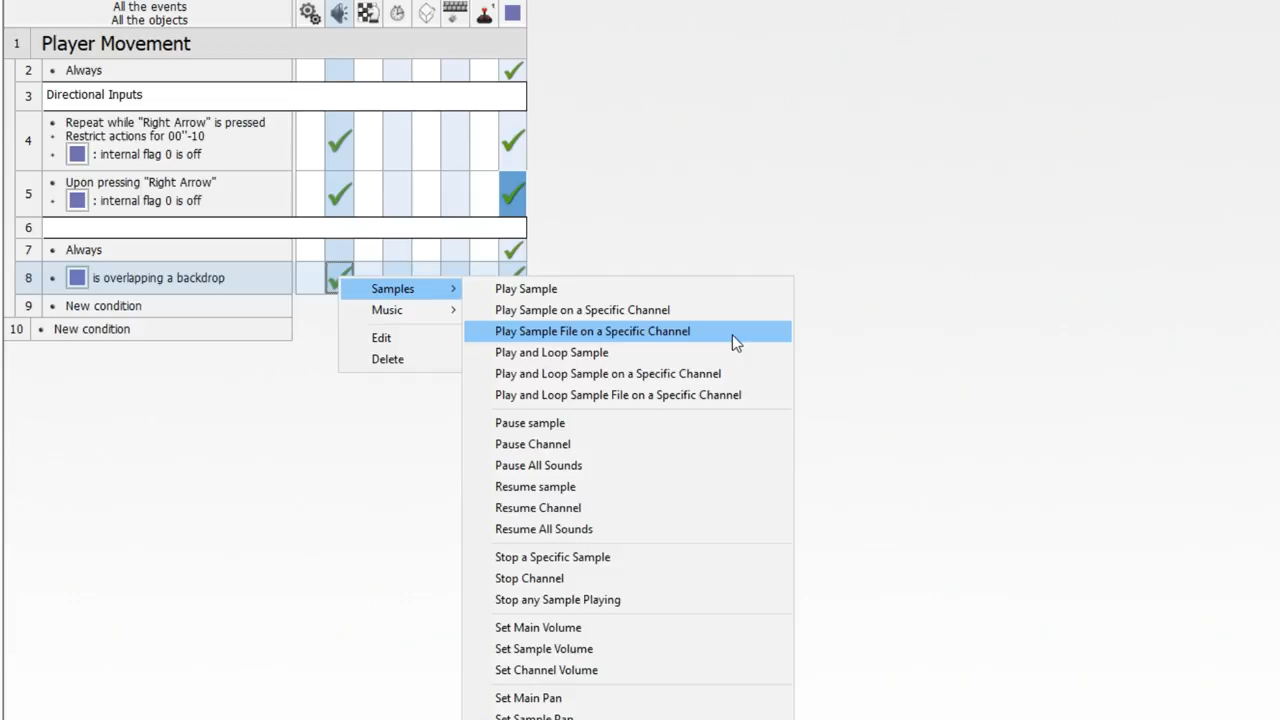 All the events
All the objects
1
1 Player Movement
2 • Always
3 Directional Inputs
4 • Repeat while "Right Arrow" is pressed
• Restrict actions for 00"-10
• : internal flag 0 is off
5 • Upon pressing "Right Arrow"
• : internal flag 0 is off
6
7 • Always
8 • is overlapping a backdrop
9 • New condition
10 • New condition
Samples
Music
Edit
Delete
Play Sample
Play Sample on a Specific Channel
Play Sample File on a Specific Channel
Play and Loop Sample
Play and Loop Sample on a Specific Channel
Play and Loop Sample File on a Specific Channel
Pause sample
Pause Channel
Pause All Sounds
Resume sample
Resume Channel
Resume All Sounds
Stop a Specific Sample
Stop Channel
Stop any Sample Playing
Set Main Volume
Set Sample Volume
Set Channel Volume
Set Main Pan
Set Sample Pan